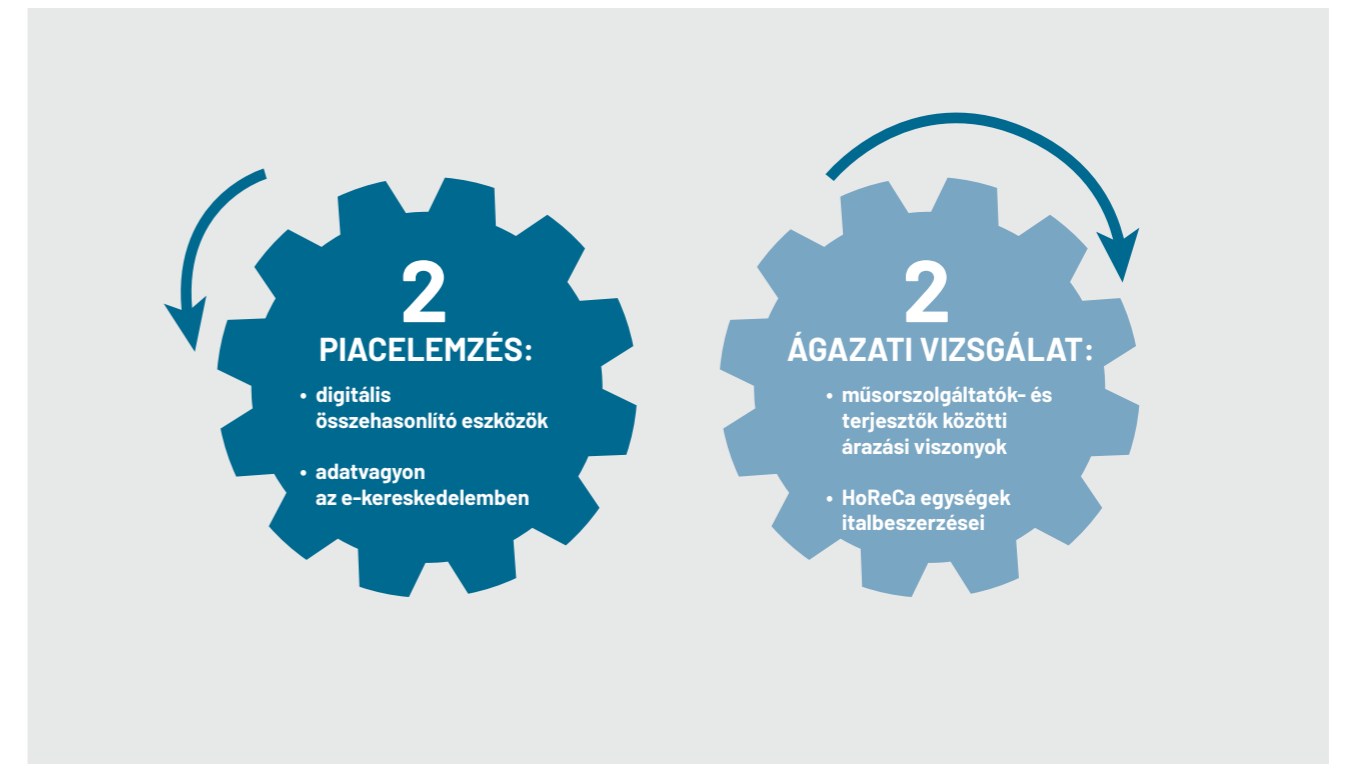 2
PIACELEMZÉS:
• digitális
összehasonlító eszközök
• adatvagyon
az e-kereskedelemben
2
ÁGAZATI VIZSGÁLAT:
• műsorszolgáltatók- és
terjesztők közötti
árazási viszonyok
• HoReCa egységek
italbeszerzései